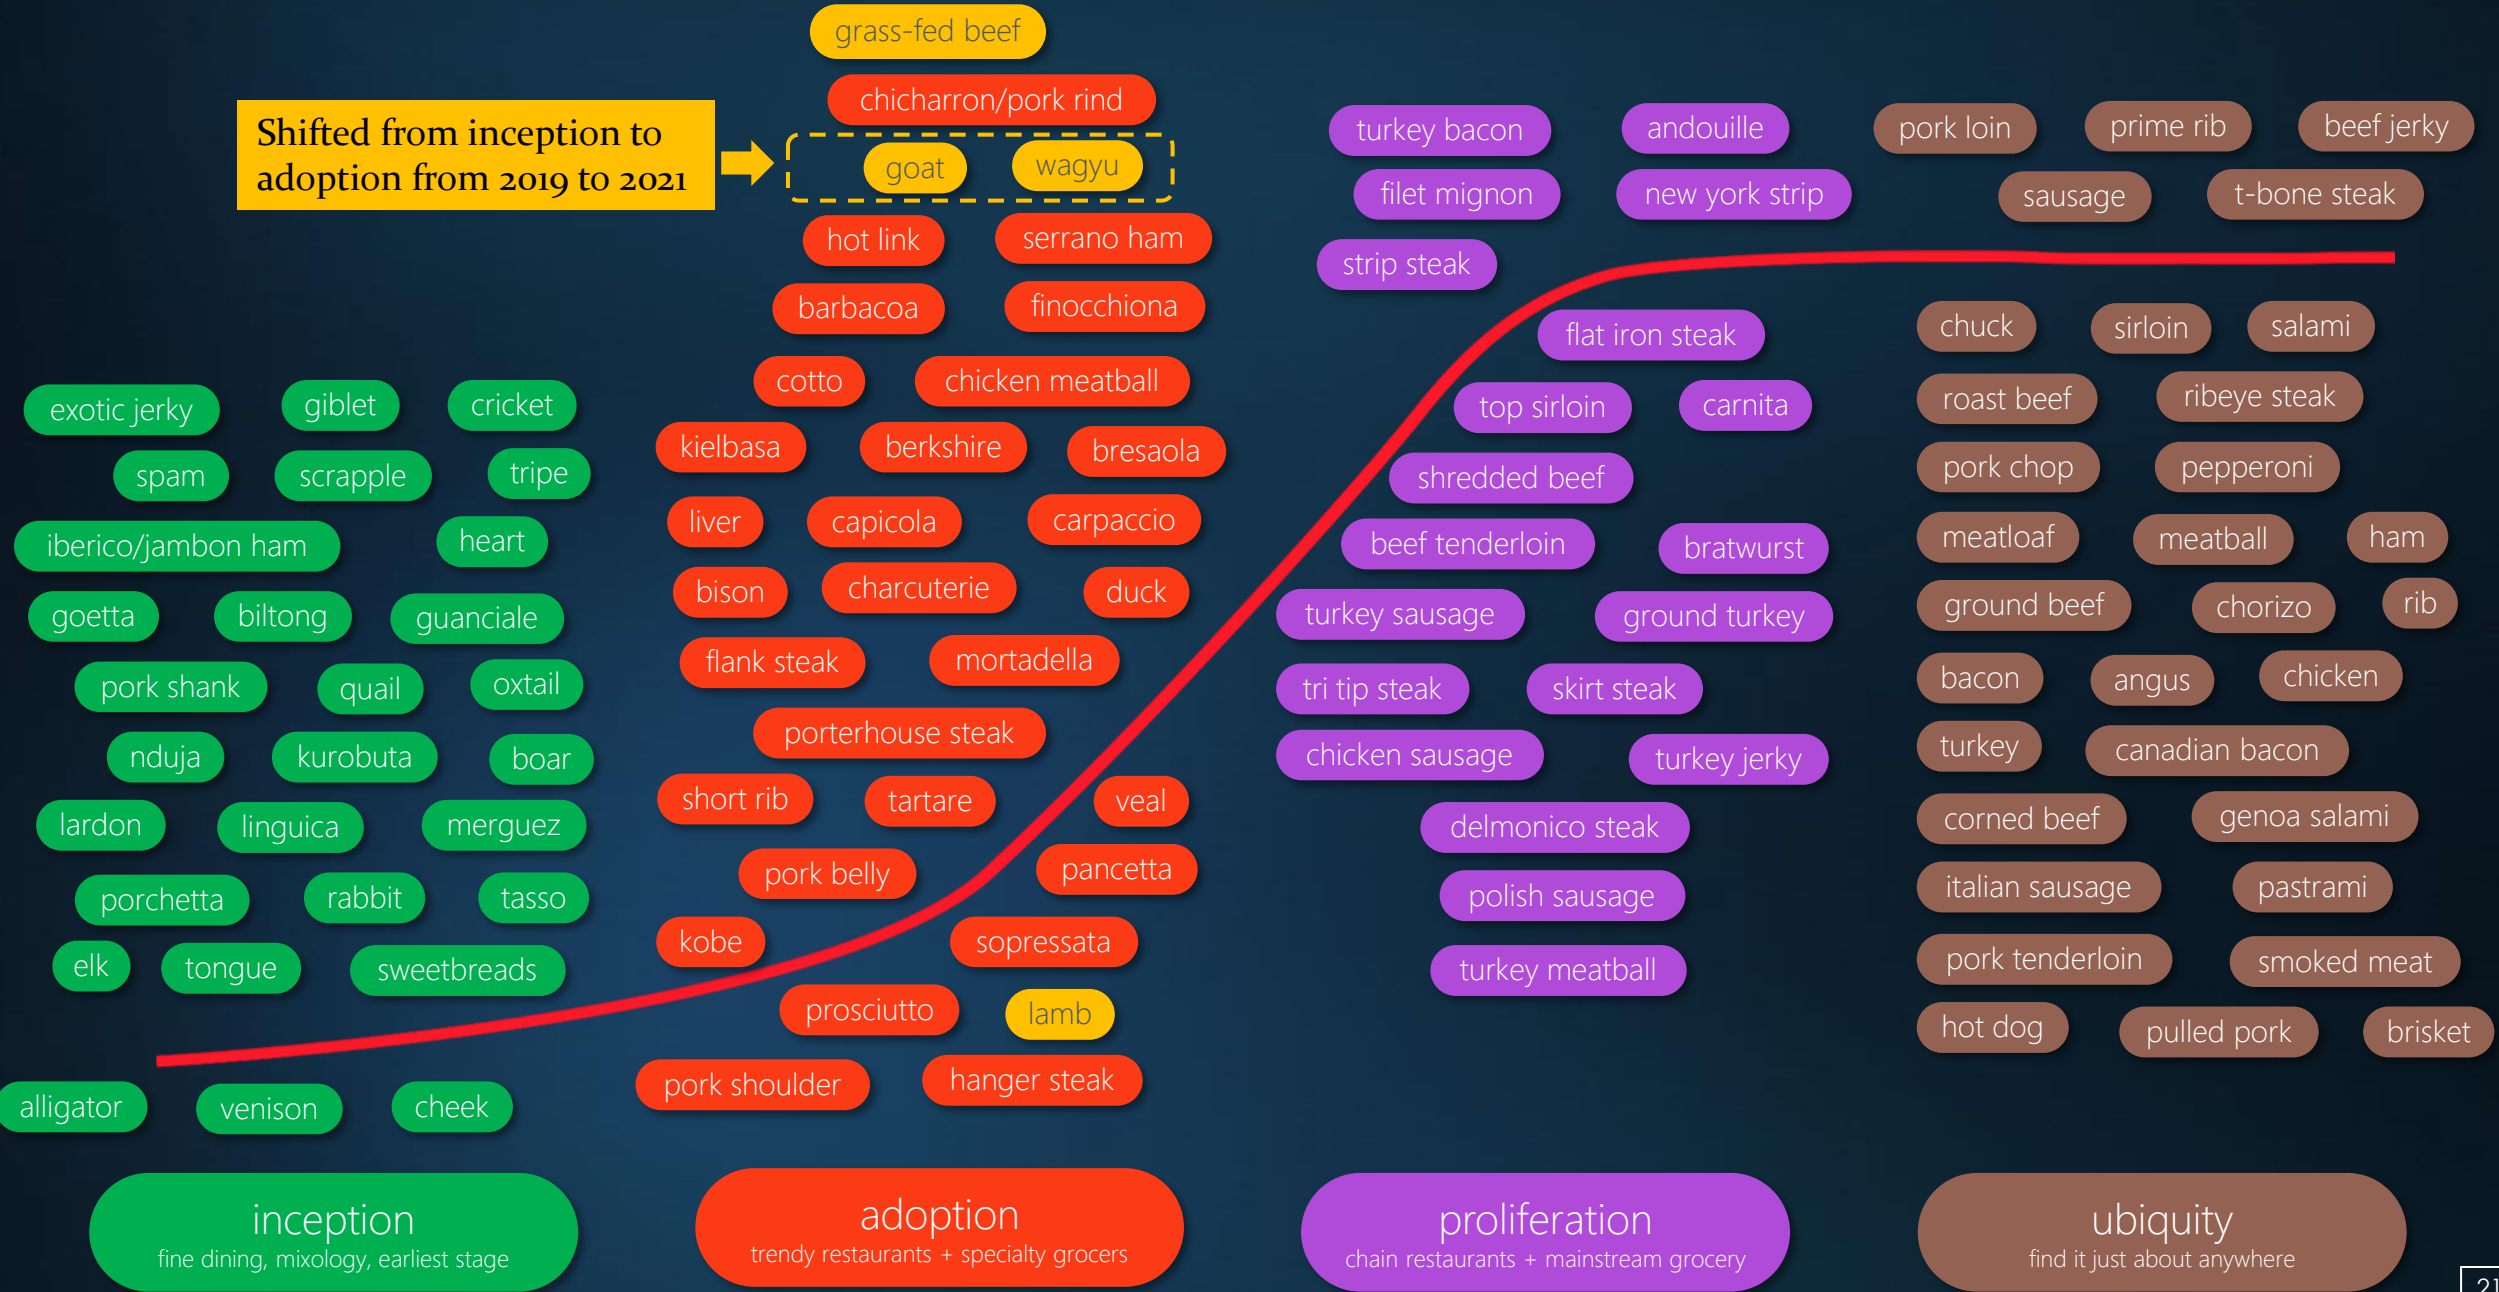 Shifted from inception to
adoption from 2019 to 2021
exotic jerky
giblet
cricket
spam
scrapple
tripe
iberico/jambon ham
heart
goetta
biltong
guanciale
pork shank
quail
oxtail
nduja
kurobuta
boar
lardon
linguica
merguez
porchetta
rabbit
tasso
elk
tongue
sweetbreads
alligator
venison
cheek
inception
fine dining, mixology, earliest stage
grass-fed beef
chicharron/pork rind
goat
wagyu
hot link
serrano ham
barbacoa
finocchiona
cotto
chicken meatball
kielbasa
berkshire
bresaola
liver
capicola
carpaccio
bison
charcuterie
duck
flank steak
mortadella
porterhouse steak
short rib
tartare
veal
pork belly
pancetta
kobe
sopressata
prosciutto
lamb
pork shoulder
hanger steak
adoption
trendy restaurants + specialty grocers
turkey bacon
andouille
filet mignon
new york strip
strip steak
flat iron steak
top sirloin
carnita
shredded beef
beef tenderloin
bratwurst
turkey sausage
ground turkey
tri tip steak
skirt steak
chicken sausage
turkey jerky
delmonico steak
polish sausage
turkey meatball
proliferation
chain restaurants + mainstream grocery
pork loin
prime rib
beef jerky
sausage
t-bone steak
chuck
sirloin
salami
roast beef
ribeye steak
pork chop
pepperoni
meatloaf
meatball
ham
ground beef
chorizo
rib
bacon
angus
chicken
turkey
canadian bacon
corned beef
genoa salami
italian sausage
pastrami
pork tenderloin
smoked meat
hot dog
pulled pork
brisket
ubiquity
find it just about anywhere
21